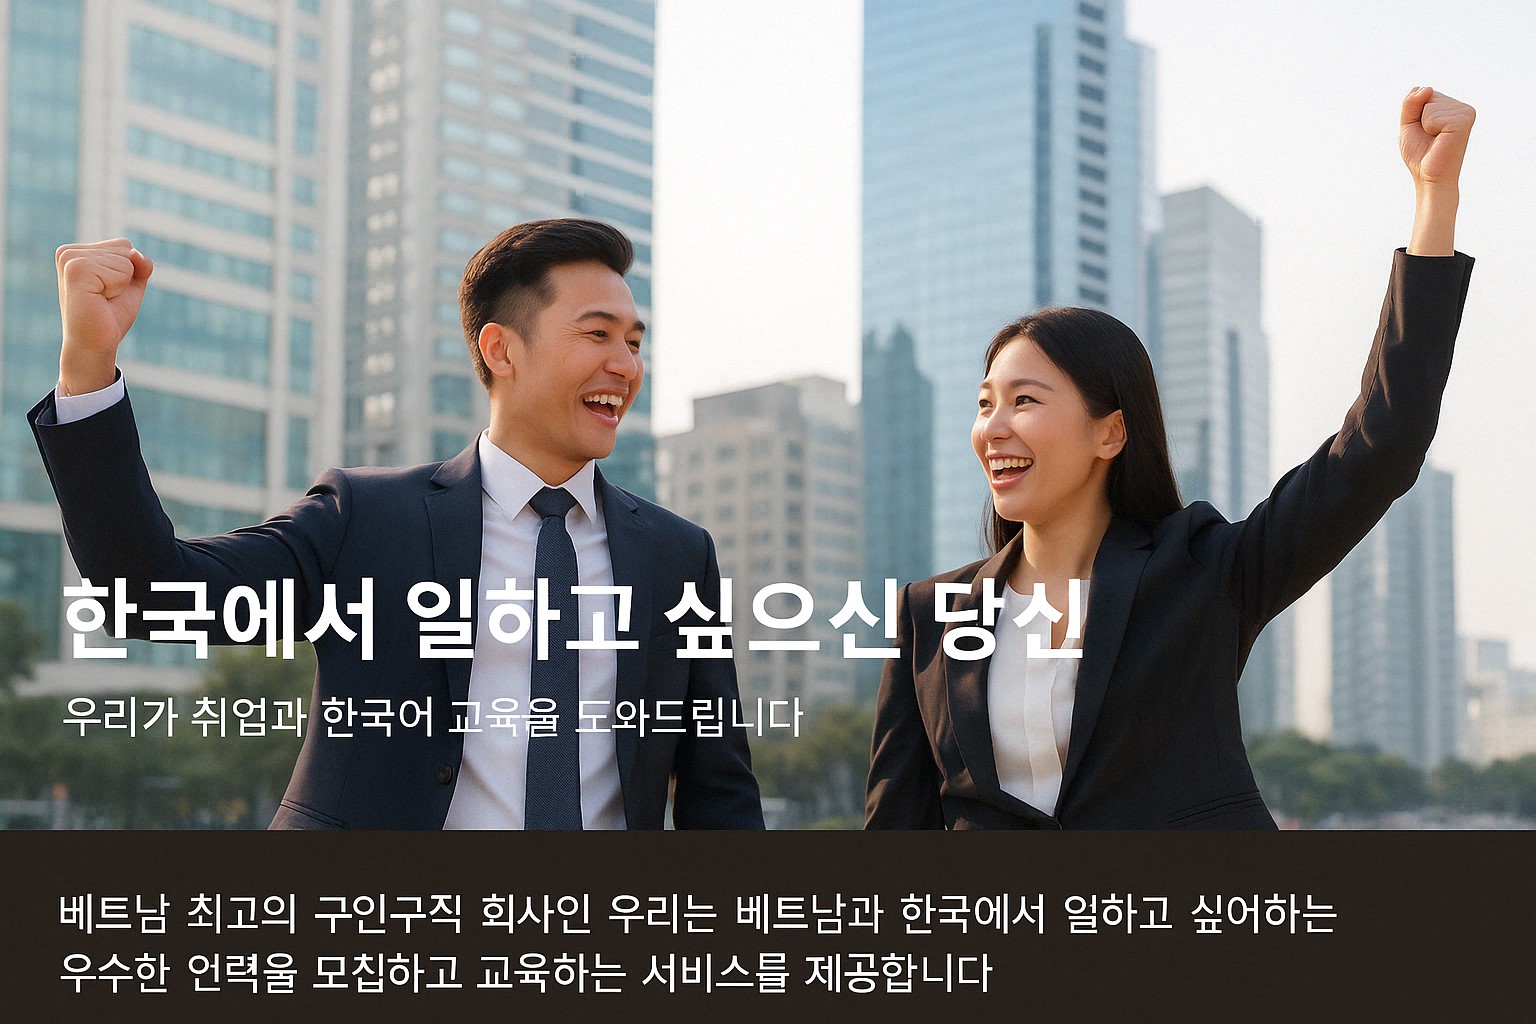 한국에서 일하고 싶으신 당신
우리가 취업과 한국어 교육을 도와드립니다
베트남 최고의 구인구직 회사인 우리는 베트남과 한국에서 일하고 싶어하는
우수한 언력울 모칩하고 교육하는 서비스를 제공합니다